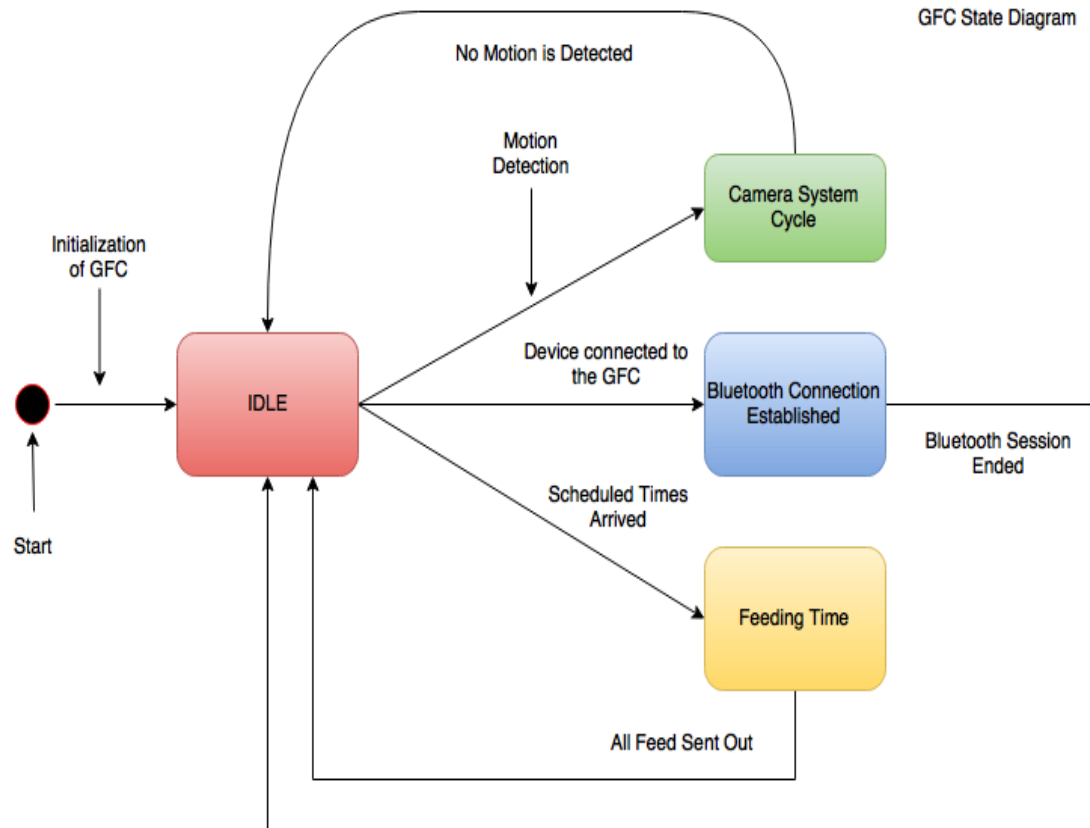 GFC State Diagram
No Motion is Detected
Motion
Detection
Camera System
Cycle
Initialization
of GFC
Device connected to
the GFC
IDLE
Bluetooth Connection
Established
Bluetooth Session
Ended
Scheduled Times
Arrived
Start
Feeding Time
All Feed Sent Out